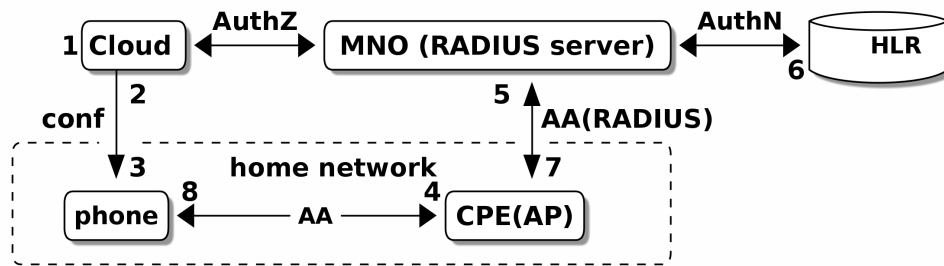 AuthZ
AuthN
1 Cloud
MNO (RADIUS server)
HLR
6
2
5
conf
AA(RADIUS)
3
home network
7
8
4
phone
AA
CPE(AP)